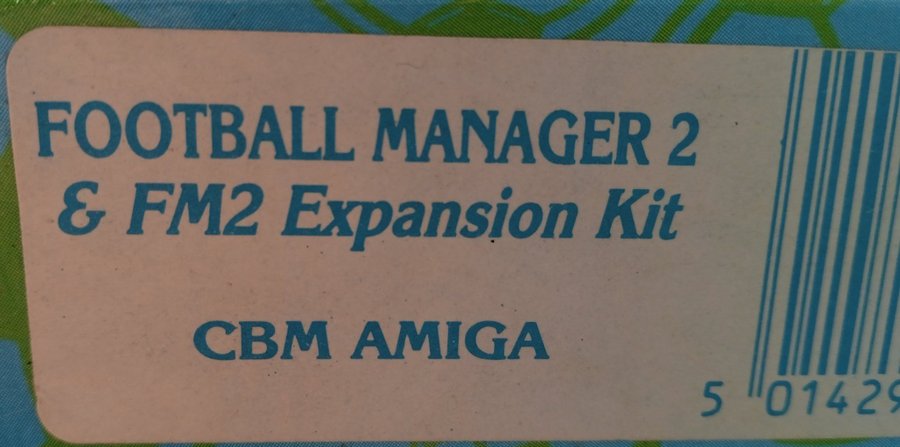 FOOTBALL MANAGER 2
& FM2 Expansion Kit
CBM AMIGA
5 01429